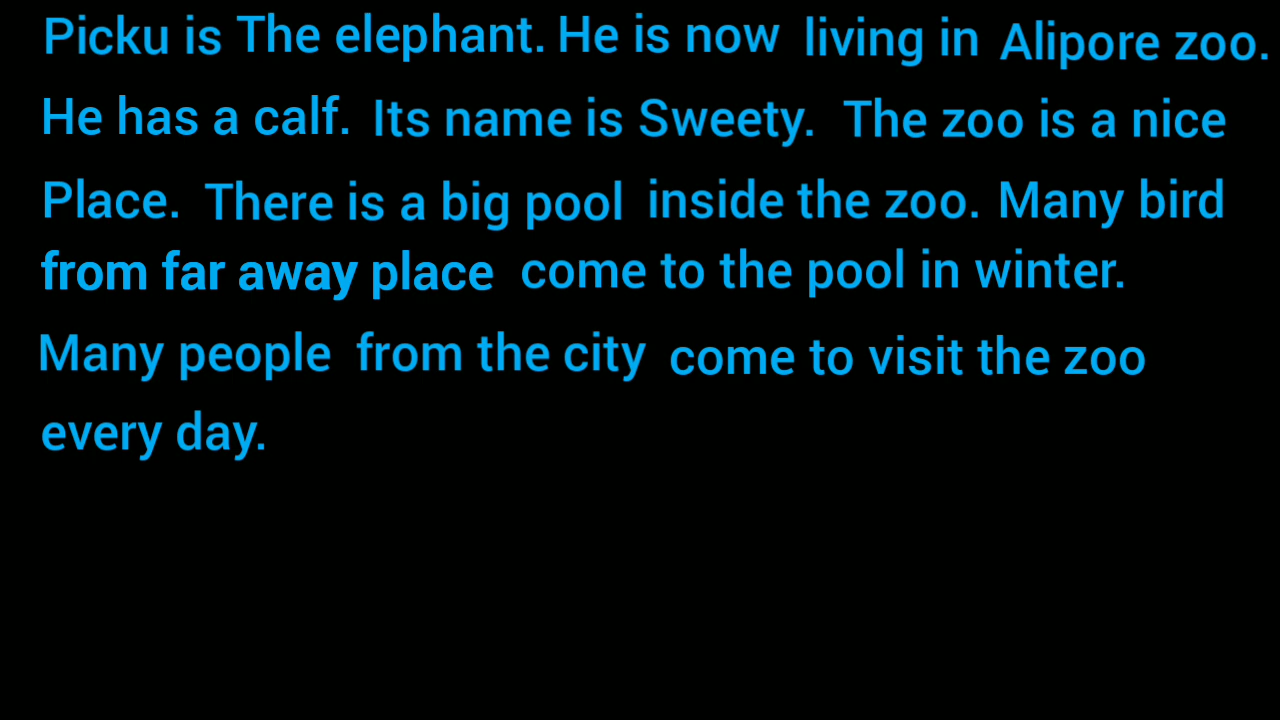 Picku is The elephant. He is now living in Alipore zoo.
He has a calf. Its name is Sweety. The zoo is a nice
Place. There is a big pool inside the zoo. Many bird
from far away place come to the pool in winter.
Many people from the city come to visit the zoo
every day.